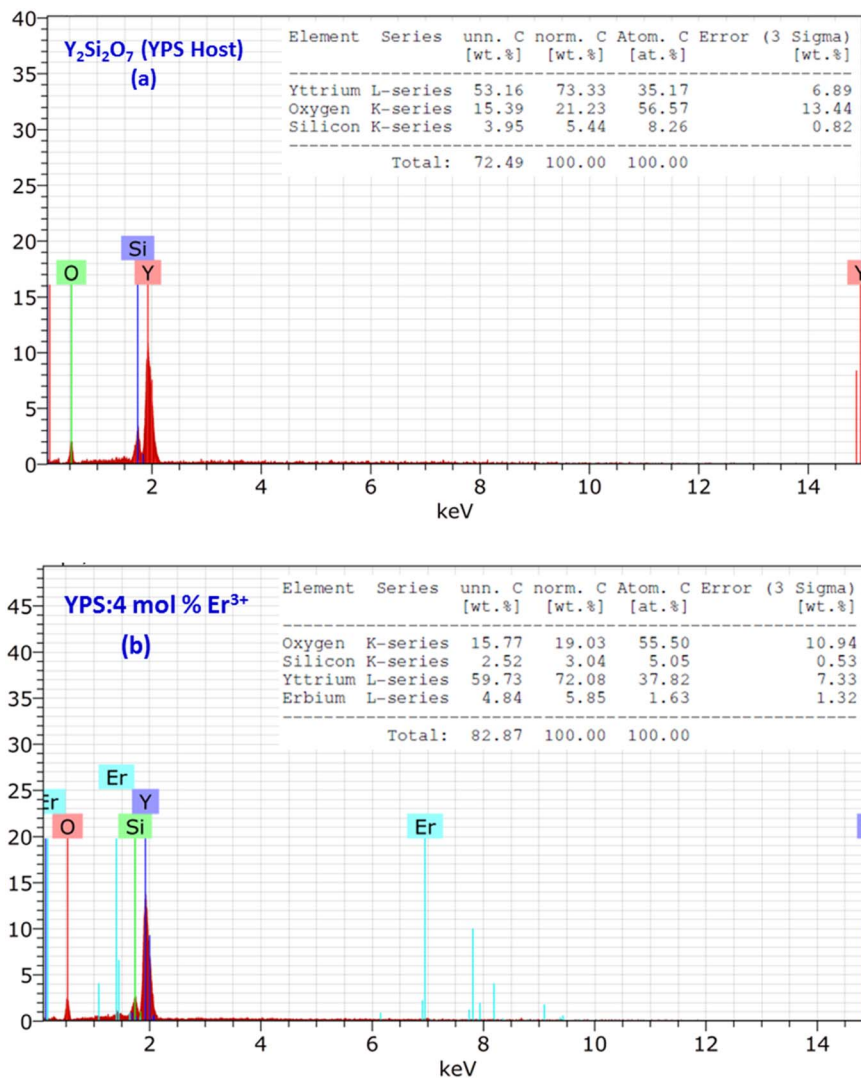 Y₂Si₂O₇ (YPS Host)
(a)
Element Series unn. C norm. C Atom. C Error (3 Sigma)
[wt.%] [wt.%] [at.%] [wt.%]
Yttrium L-series 53.16 73.33 35.17 6.89
Oxygen K-series 15.39 21.23 56.57 13.44
Silicon K-series 3.95 5.44 8.26 0.82
Total: 72.49 100.00 100.00
40
35
30
25
20
15
10
5
0
Si
O
Y
Y
2
4
6
8
10
12
14
keV
YPS:4 mol % Er³⁺
(b)
Element Series unn. C norm. C Atom. C Error (3 Sigma)
[wt.%] [wt.%] [at.%] [wt.%]
Oxygen K-series 15.77 19.03 55.50 10.94
Silicon K-series 2.52 3.04 5.05 0.53
Yttrium L-series 59.73 72.08 37.82 7.33
Erbium L-series 4.84 5.85 1.63 1.32
Total: 82.87 100.00 100.00
45
40
35
30
25
20
15
10
5
0
Er
Er
Y
O
Si
Er
2
4
6
8
10
12
14
keV